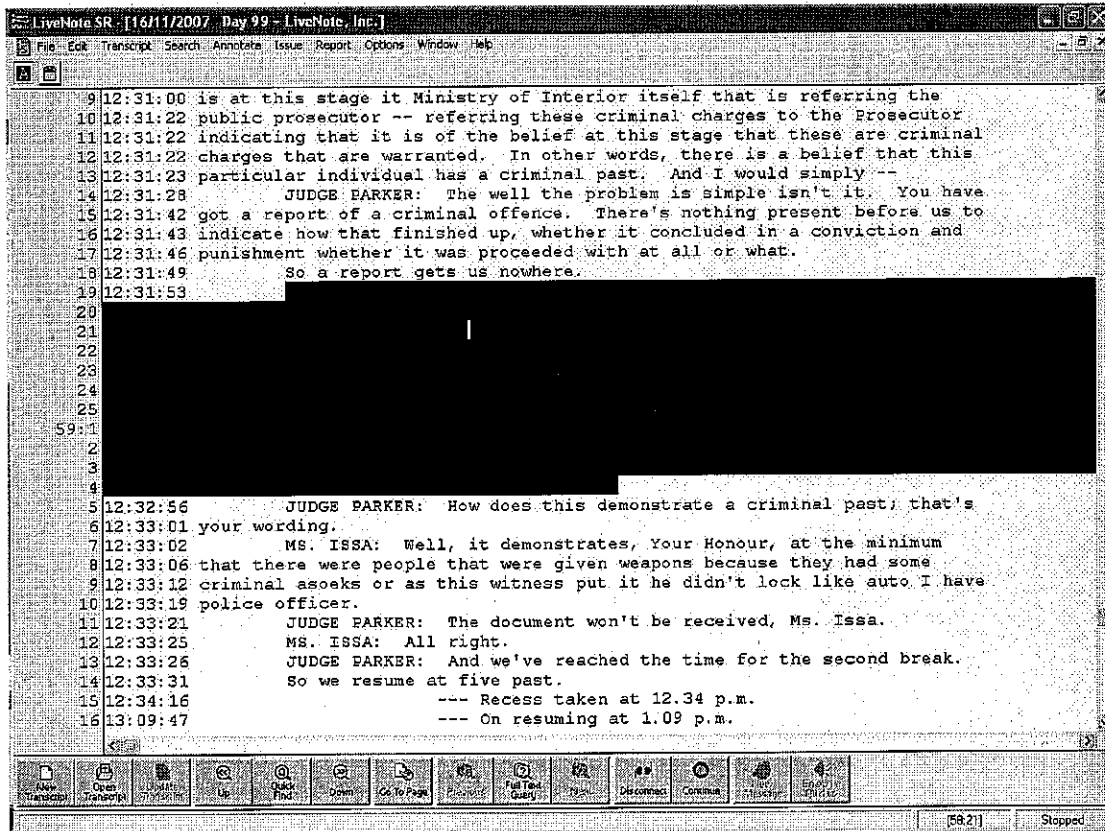 LiveNote SR - [16/11/2007 Day 99 - LiveNote, Inc.]
File Edit Transcript Search Annotate Issue Report Options Window Help
9 12:31:00 is at this stage it Ministry of Interior itself that is referring the
10 12:31:22 public prosecutor -- referring these criminal charges to the Prosecutor
11 12:31:22 indicating that it is of the belief at this stage that these are criminal
12 12:31:22 charges that are warranted. In other words, there is a belief that this
13 12:31:23 particular individual has a criminal past. And I would simply --
14 12:31:28 JUDGE PARKER: The well the problem is simple isn't it. You have
15 12:31:42 got a report of a criminal offence. There's nothing present before us to
16 12:31:43 indicate how that finished up, whether it concluded in a conviction and
17 12:31:46 punishment whether it was proceeded with at all or what.
18 12:31:49 So a report gets us nowhere.
19 12:31:53
20
21
22
23
24
25
59:1
2
3
4
5 12:32:56 JUDGE PARKER: How does this demonstrate a criminal past; that's
6 12:33:01 your wording.
7 12:33:02 MS. ISSA: Well, it demonstrates, Your Honour, at the minimum
8 12:33:06 that there were people that were given weapons because they had some
9 12:33:12 criminal asoeks or as this witness put it he didn't lock like auto I have
10 12:33:19 police officer.
11 12:33:21 JUDGE PARKER: The document won't be received, Ms. Issa.
12 12:33:25 MS. ISSA: All right.
13 12:33:26 JUDGE PARKER: And we've reached the time for the second break.
14 12:33:31 So we resume at five past.
15 12:34:16 --- Recess taken at 12.34 p.m.
16 13:09:47 --- On resuming at 1.09 p.m.
New Transcript Open Transcript Up Quick Find Down Go To Page Full Text Query Disconnect Continue
[58:21] Stopped